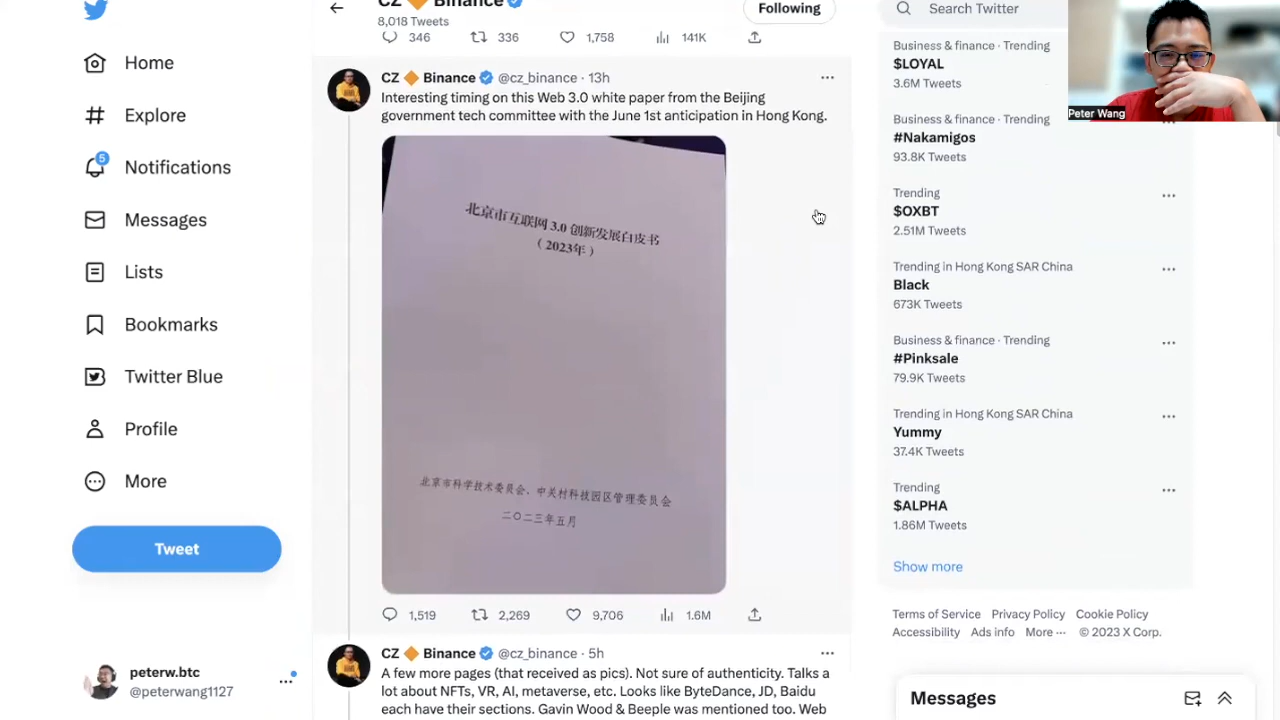 CZ 🔶 Binance
8,018 Tweets
346 336 1,758 141K
Home
Explore
5
Notifications
Messages
Lists
Bookmarks
Twitter Blue
Profile
More
Tweet
peterw.btc
@peterwang1127
Following
CZ 🔶 Binance @cz_binance · 13h
Interesting timing on this Web 3.0 white paper from the Beijing
government tech committee with the June 1st anticipation in Hong Kong.
北京市互联网 3.0 创新发展白皮书
（2023年）
北京市科学技术委员会、中关村科技园区管理委员会
二〇二三年五月
1,519 2,269 9,706 1.6M
CZ 🔶 Binance @cz_binance · 5h
A few more pages (that received as pics). Not sure of authenticity. Talks a
lot about NFTs, VR, AI, metaverse, etc. Looks like ByteDance, JD, Baidu
each have their sections. Gavin Wood & Beeple was mentioned too. Web
Search Twitter
Business & finance · Trending
$LOYAL
3.6M Tweets
Business & finance · Trending
#Nakamigos
93.8K Tweets
Trending
$OXBT
2.51M Tweets
Trending in Hong Kong SAR China
Black
673K Tweets
Business & finance · Trending
#Pinksale
79.9K Tweets
Trending in Hong Kong SAR China
Yummy
37.4K Tweets
Trending
$ALPHA
1.86M Tweets
Show more
Terms of Service Privacy Policy Cookie Policy
Accessibility Ads info More ··· © 2023 X Corp.
Messages
Peter Wang